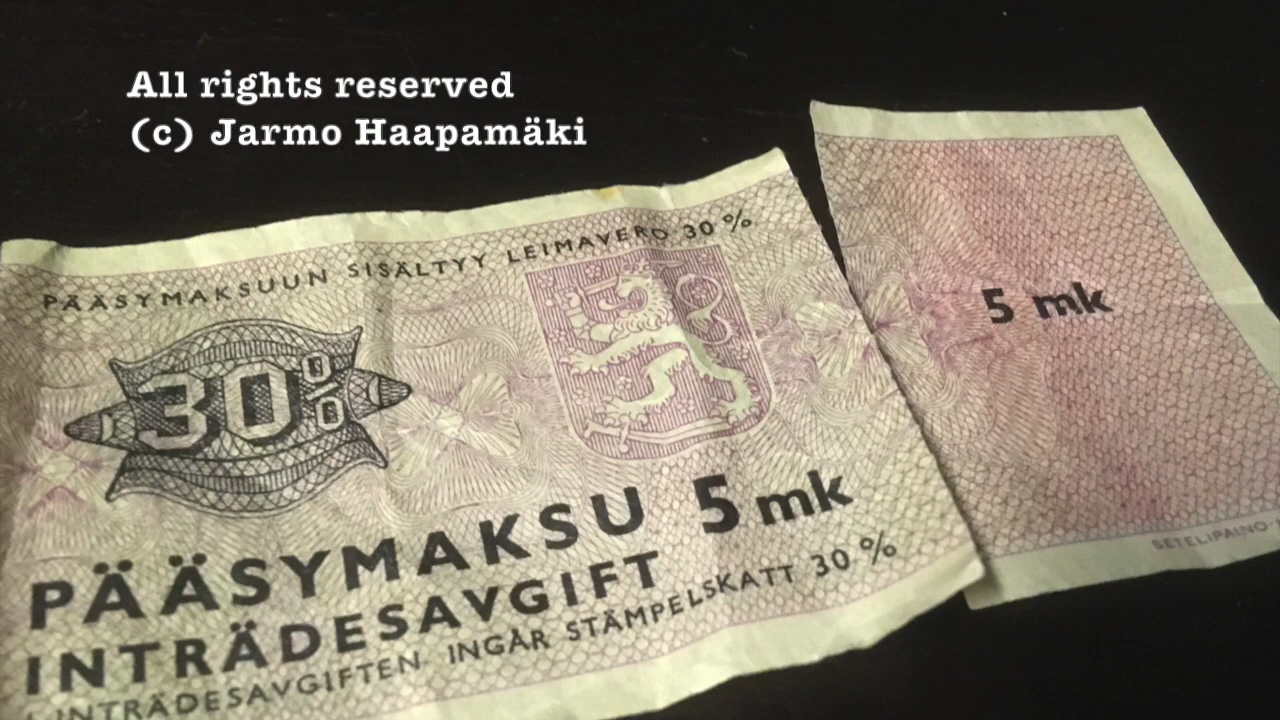 All rights reserved
(c) Jarmo Haapamäki
PÄÄSYMAKSUUN SISÄLTYY LEIMAVERO 30 %
30%
PÄÄSYMAKSU 5 mk
INTRÄDESAVGIFT
I INTRÄDESAVGIFTEN INGÅR STÄMPELSKATT 30 %
5 mk
SETELIPAINO